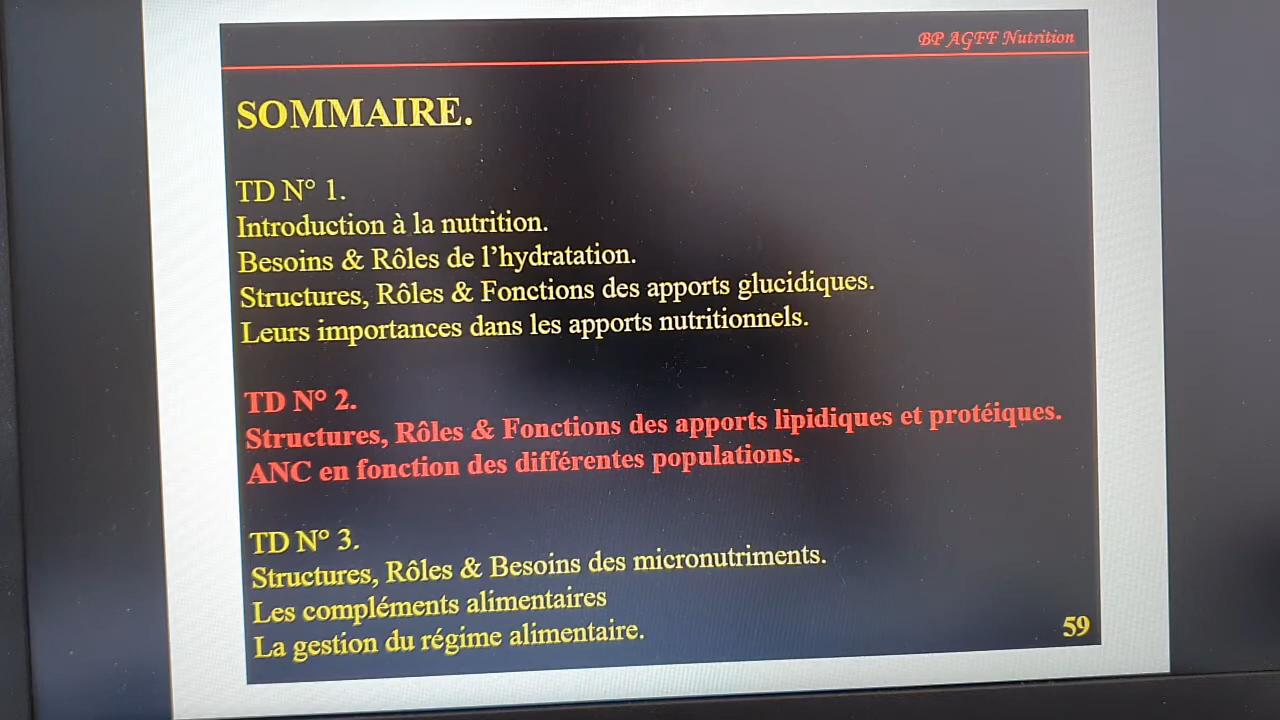 BP AGFF Nutrition
SOMMAIRE.
TD N° 1.
Introduction à la nutrition.
Besoins & Rôles de l'hydratation.
Structures, Rôles & Fonctions des apports glucidiques.
Leurs importances dans les apports nutritionnels.
TD N° 2.
Structures, Rôles & Fonctions des apports lipidiques et protéiques.
ANC en fonction des différentes populations.
TD N° 3.
Structures, Rôles & Besoins des micronutriments.
Les compléments alimentaires
La gestion du régime alimentaire.
59